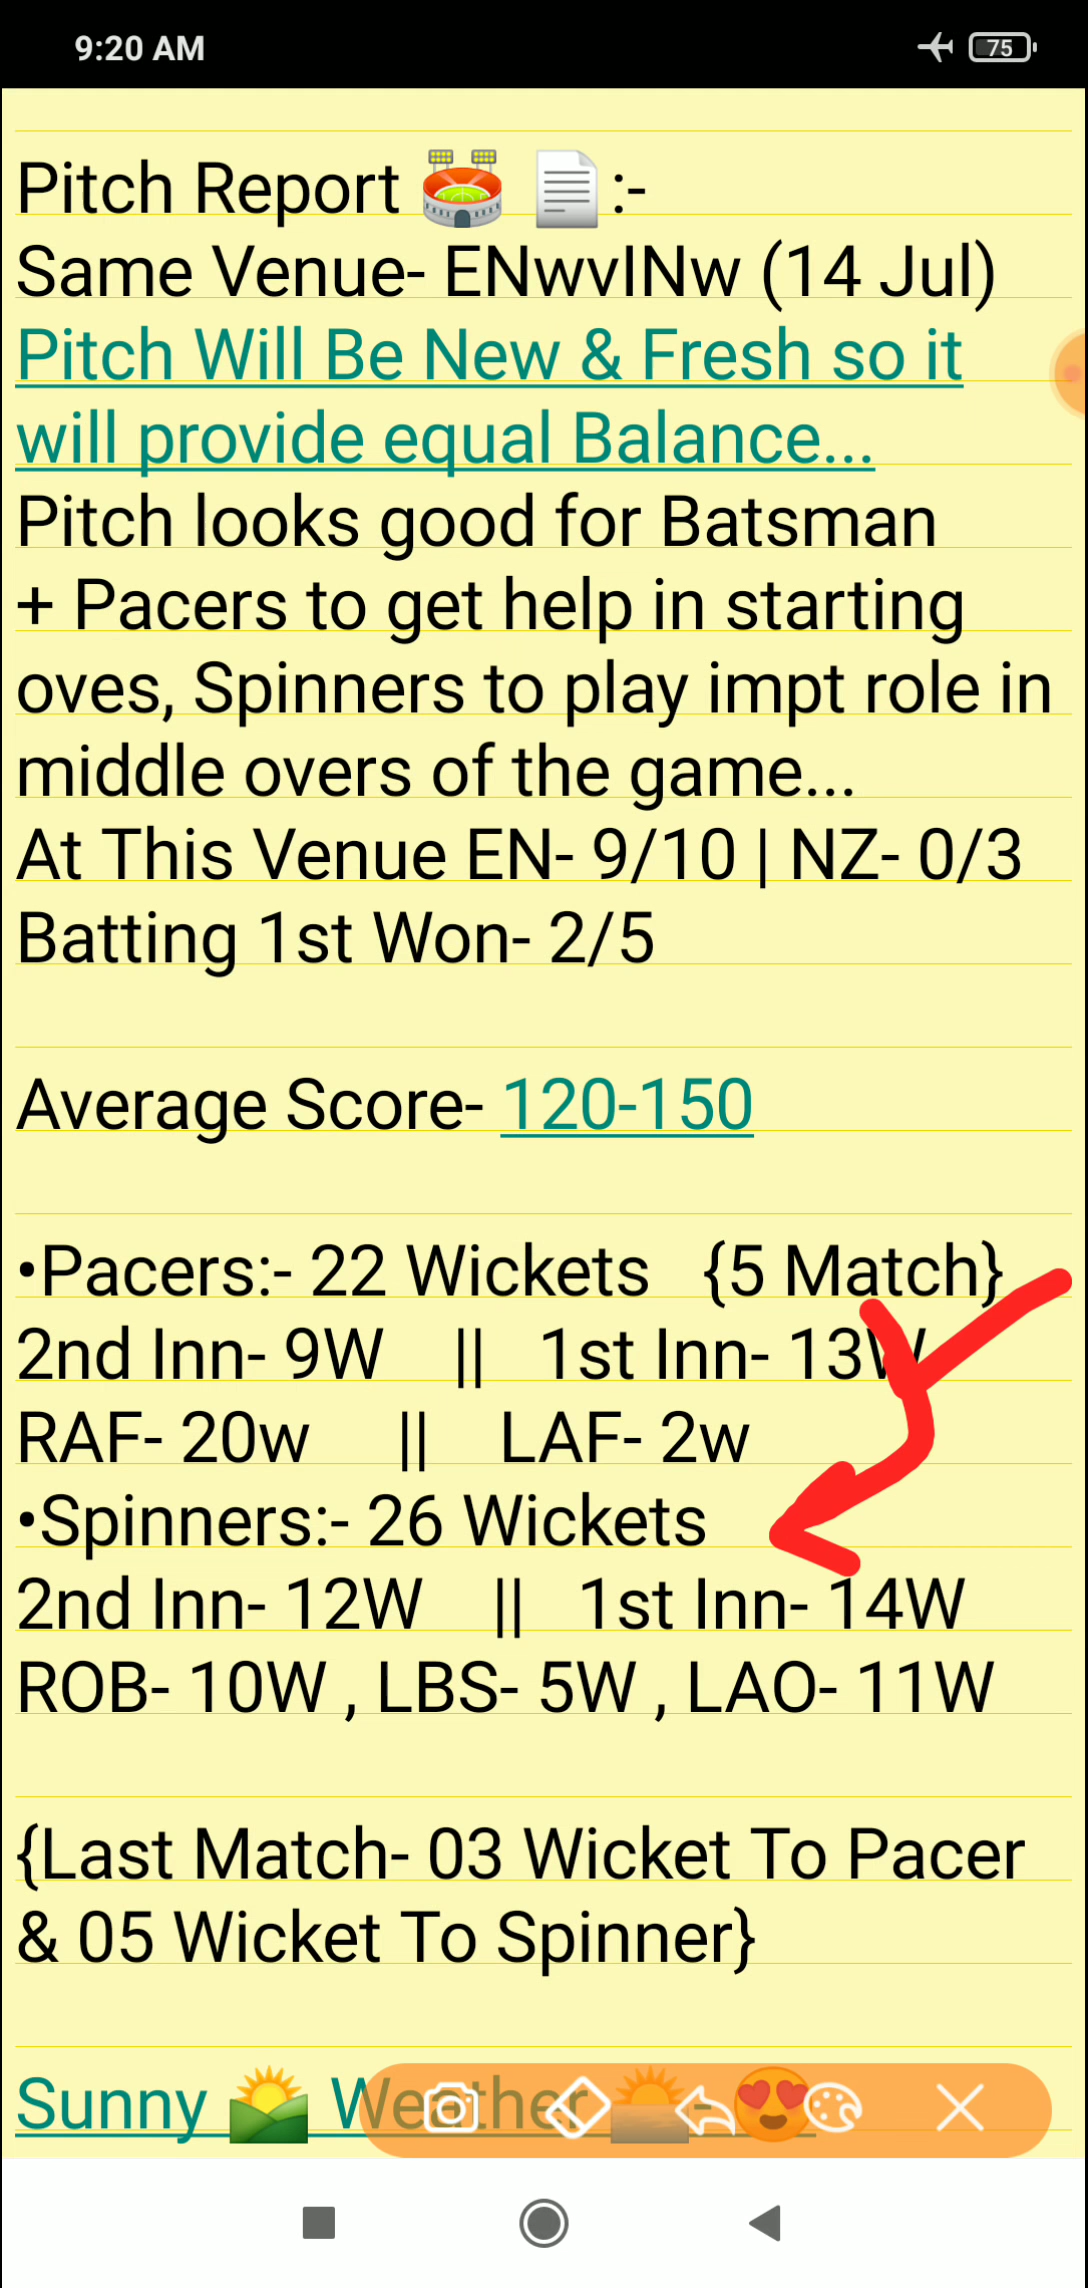 9:20 AM
75
Pitch Report 🏟️ 📄:-
Same Venue- ENwvINw (14 Jul)
Pitch Will Be New & Fresh so it
will provide equal Balance...
Pitch looks good for Batsman
+ Pacers to get help in starting
oves, Spinners to play impt role in
middle overs of the game...
At This Venue EN- 9/10 | NZ- 0/3
Batting 1st Won- 2/5
Average Score- 120-150
•Pacers:- 22 Wickets {5 Match}
2nd Inn- 9W || 1st Inn- 13W
RAF- 20w || LAF- 2w
•Spinners:- 26 Wickets
2nd Inn- 12W || 1st Inn- 14W
ROB- 10W , LBS- 5W , LAO- 11W
{Last Match- 03 Wicket To Pacer
& 05 Wicket To Spinner}
Sunny 🌄 Weather 🌅-😍